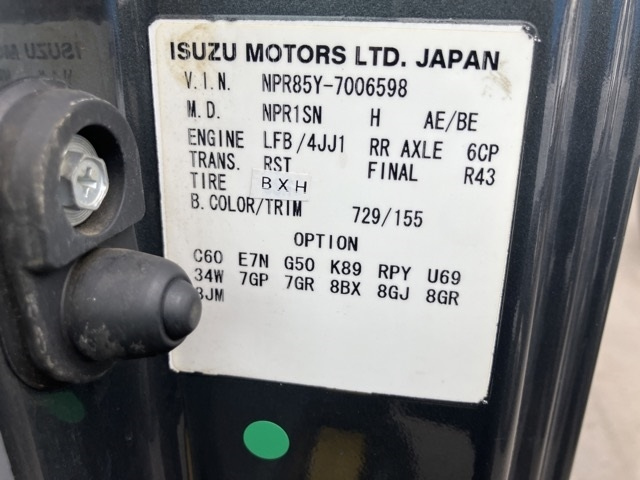 ISUZU MOTORS LTD. JAPAN
V.I.N. NPR85Y-7006598
M.D. NPR1SN H AE/BE
ENGINE LFB/4JJ1 RR AXLE 6CP
TRANS. RST FINAL R43
TIRE BXH
B.COLOR/TRIM 729/155
OPTION
C60 E7N G50 K89 RPY U69
34W 7GP 7GR 8BX 8GJ 8GR
ISUZU